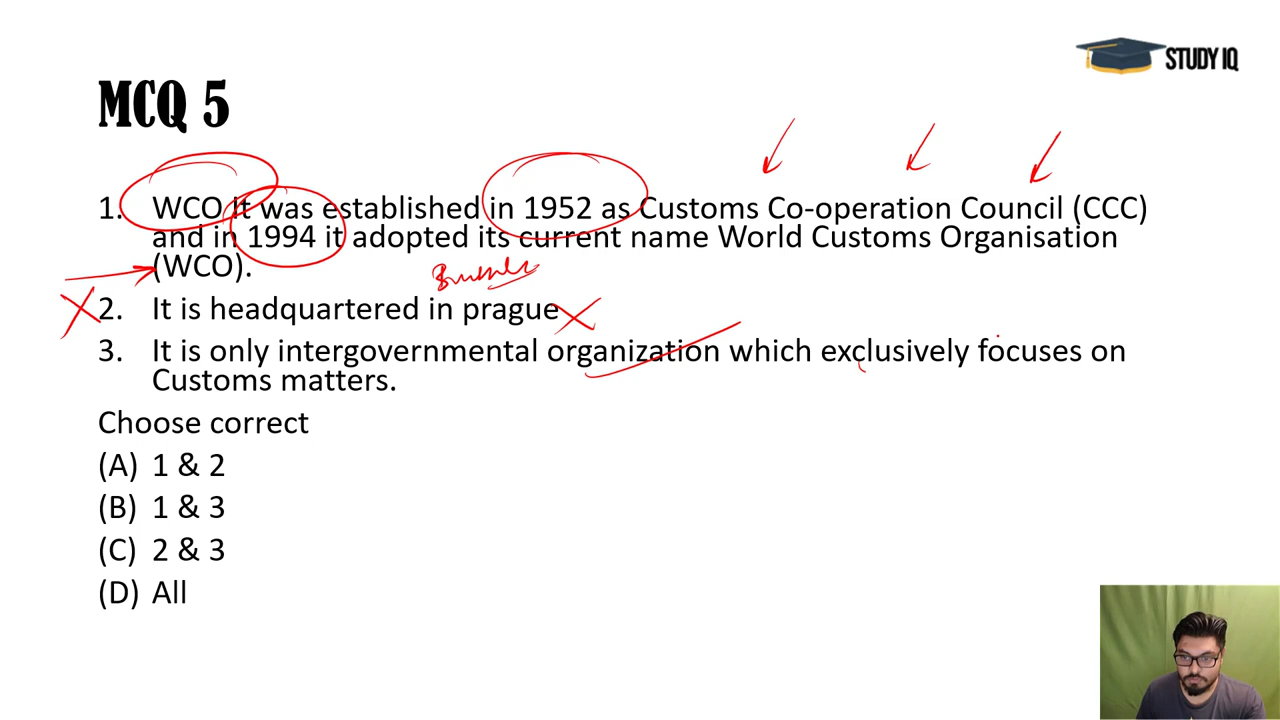 STUDY IQ
MCQ 5
1. WCO it was established in 1952 as Customs Co-operation Council (CCC)
and in 1994 it adopted its current name World Customs Organisation
(WCO).
Brussels
2. It is headquartered in prague
3. It is only intergovernmental organization which exclusively focuses on
Customs matters.
Choose correct
(A) 1 & 2
(B) 1 & 3
(C) 2 & 3
(D) All